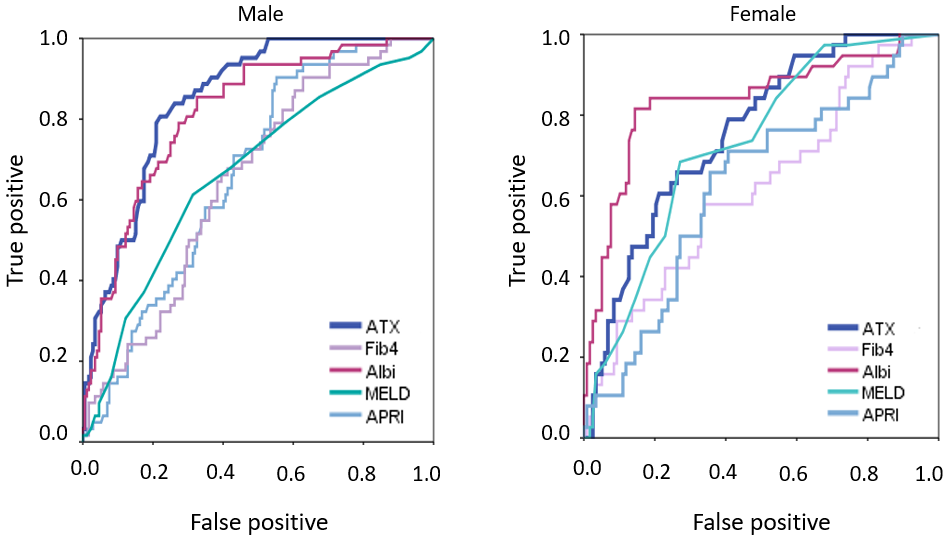 Male
True positive
1.0
0.8
0.6
0.4
0.2
0.0
ATX
Fib4
Albi
MELD
APRI
0.0 0.2 0.4 0.6 0.8 1.0
False positive
Female
True positive
1.0
0.8
0.6
0.4
0.2
0.0
ATX
Fib4
Albi
MELD
APRI
0.0 0.2 0.4 0.6 0.8 1.0
False positive